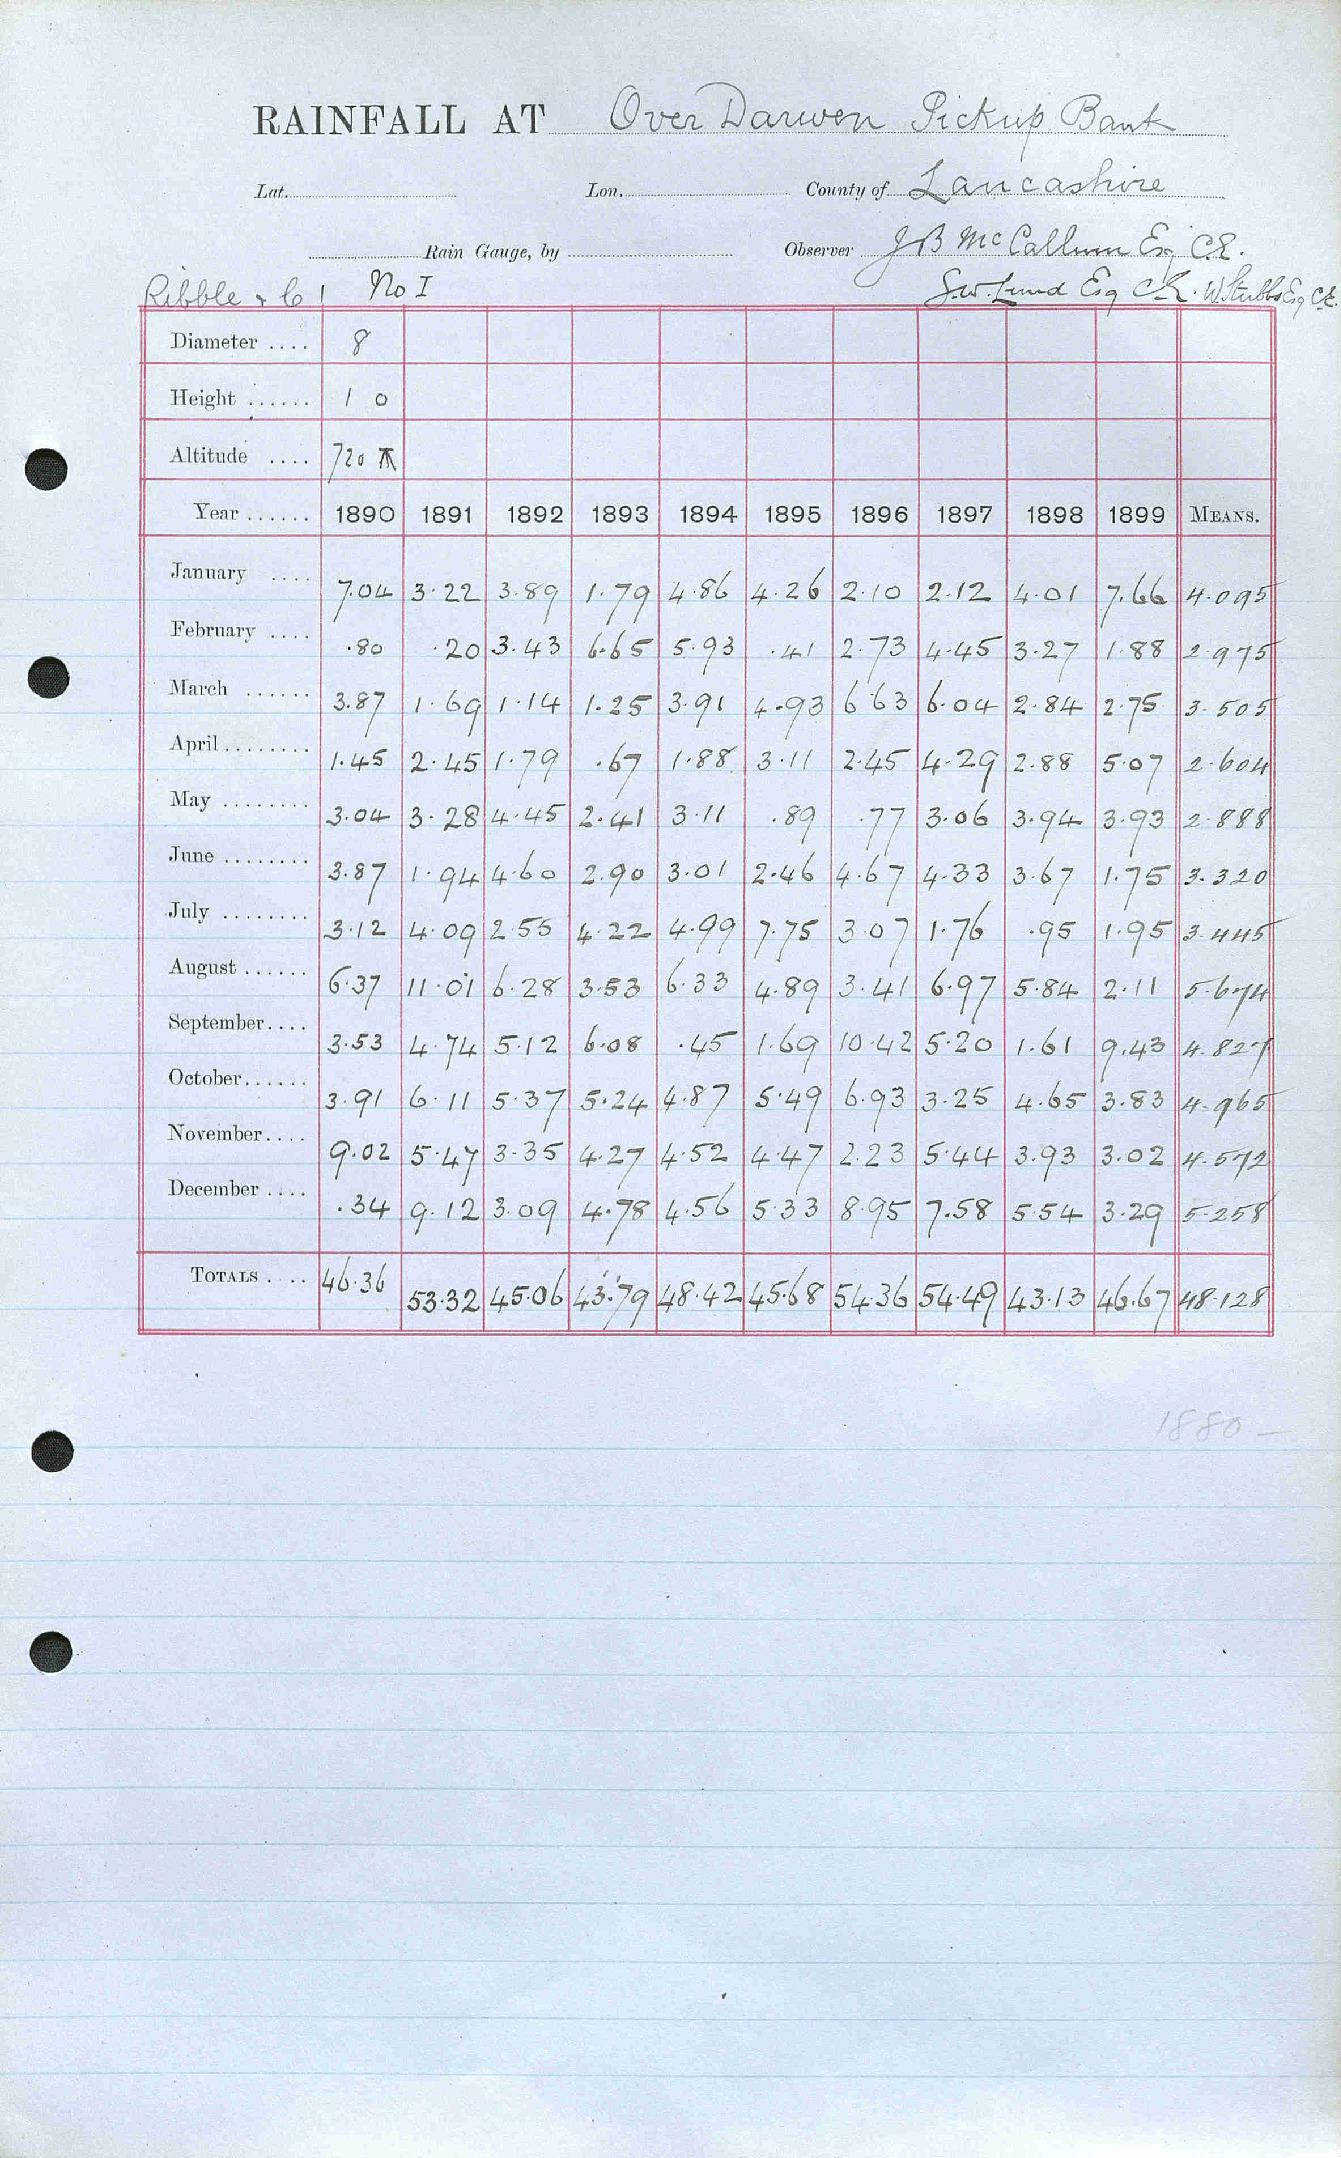 RAINFALL AT Over Darwen Pickup Bank
Lat. Lon. County of Lancashire
Rain Gauge, by Observer J B McCallum Esq C.E.
Ribble & C No I S.W. Lund Esq C.E. W. Stubbs Esq C.E.
Diameter .... 8
Height ...... 1 0
Altitude .... 720
Year ...... 1890 1891 1892 1893 1894 1895 1896 1897 1898 1899 MEANS.
January .... 7.04 3.22 3.89 1.79 4.86 4.26 2.10 2.12 4.01 7.66 4.095
February .... .80 .20 3.43 6.65 5.93 .41 2.73 4.45 3.27 1.88 2.975
March ...... 3.87 1.69 1.14 1.25 3.91 4.93 6.63 6.04 2.84 2.75 3.505
April........ 1.45 2.45 1.79 .67 1.88 3.11 2.45 4.29 2.88 5.07 2.604
May ........ 3.04 3.28 4.45 2.41 3.11 .89 .77 3.06 3.94 3.93 2.888
June ........ 3.87 1.94 4.60 2.90 3.01 2.46 4.67 4.33 3.67 1.75 3.320
July ........ 3.12 4.09 2.55 4.22 4.99 7.75 3.07 1.76 .95 1.95 3.445
August ...... 6.37 11.01 6.28 3.53 6.33 4.89 3.41 6.97 5.84 2.11 5.674
September.... 3.53 4.74 5.12 6.08 .45 1.69 10.42 5.20 1.61 9.43 4.827
October...... 3.91 6.11 5.37 5.24 4.87 5.49 6.93 3.25 4.65 3.83 4.965
November.... 9.02 5.47 3.35 4.27 4.52 4.47 2.23 5.44 3.93 3.02 4.572
December .... .34 9.12 3.09 4.78 4.56 5.33 8.95 7.58 5.54 3.29 5.258
TOTALS .... 46.36 53.32 45.06 43.79 48.42 45.68 54.36 54.49 43.13 46.67 48.128
1880 —